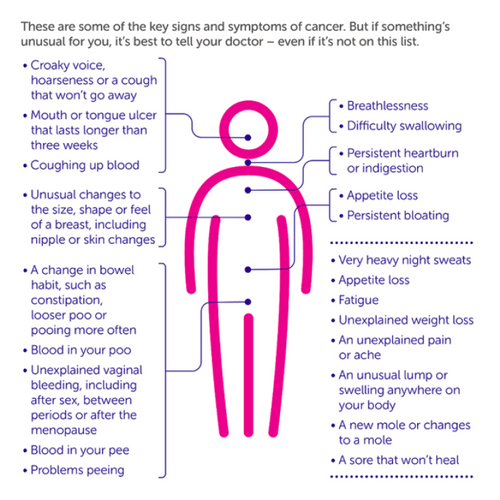 These are some of the key signs and symptoms of cancer. But if something's
unusual for you, it's best to tell your doctor – even if it's not on this list.
• Croaky voice,
hoarseness or a cough
that won't go away
• Mouth or tongue ulcer
that lasts longer than
three weeks
• Coughing up blood
• Unusual changes to
the size, shape or feel
of a breast, including
nipple or skin changes
• A change in bowel
habit, such as
constipation,
looser poo or
pooing more often
• Blood in your poo
• Unexplained vaginal
bleeding, including
after sex, between
periods or after the
menopause
• Blood in your pee
• Problems peeing
• Breathlessness
• Difficulty swallowing
• Persistent heartburn
or indigestion
• Appetite loss
• Persistent bloating
• Very heavy night sweats
• Appetite loss
• Fatigue
• Unexplained weight loss
• An unexplained pain
or ache
• An unusual lump or
swelling anywhere on
your body
• A new mole or changes
to a mole
• A sore that won't heal